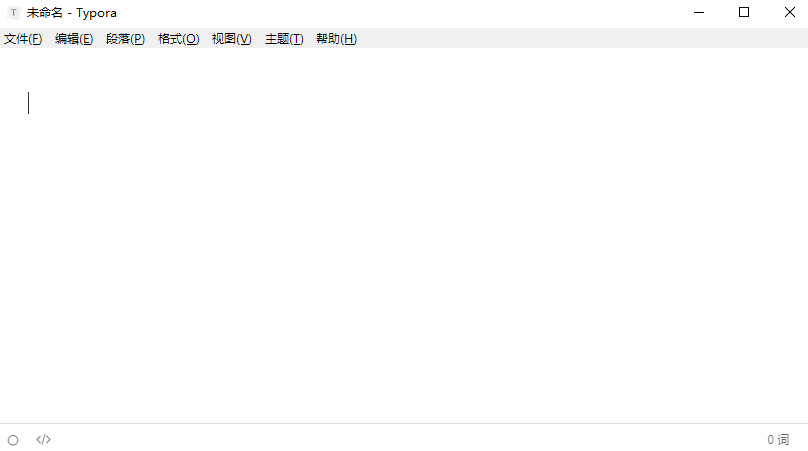 T 未命名 - Typora
文件(F) 编辑(E) 段落(P) 格式(O) 视图(V) 主题(T) 帮助(H)
</> 0 词